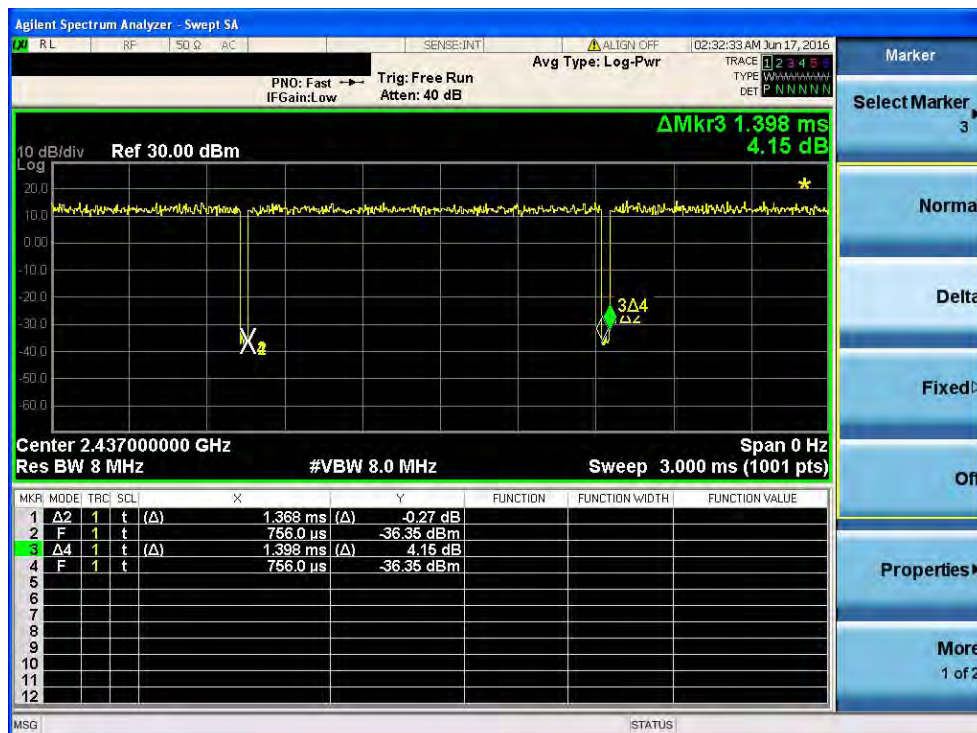 Agilent Spectrum Analyzer - Swept SA
RL RF 50 Ω AC SENSE:INT ALIGN OFF 02:32:33 AM Jun 17, 2016
Marker
Avg Type: Log-Pwr TRACE 1 2 3 4 5 6
PNO: Fast Trig: Free Run TYPE
IFGain:Low Atten: 40 dB DET P N N N N N
Select Marker
3
ΔMkr3 1.398 ms
4.15 dB
10 dB/div Ref 30.00 dBm
Log
20.0
10.0
0.00
-10.0
-20.0
-30.0
-40.0
-50.0
-60.0
*
3Δ4
Δ2
X
Center 2.437000000 GHz Span 0 Hz
Res BW 8 MHz #VBW 8.0 MHz Sweep 3.000 ms (1001 pts)
MKR MODE TRC SCL X Y FUNCTION FUNCTION WIDTH FUNCTION VALUE
1 Δ2 1 t (Δ) 1.368 ms (Δ) -0.27 dB
2 F 1 t 756.0 µs -36.35 dBm
3 Δ4 1 t (Δ) 1.398 ms (Δ) 4.15 dB
4 F 1 t 756.0 µs -36.35 dBm
5
6
7
8
9
10
11
12
Norma
Delta
Fixed
Off
Properties
More
1 of 2
MSG STATUS